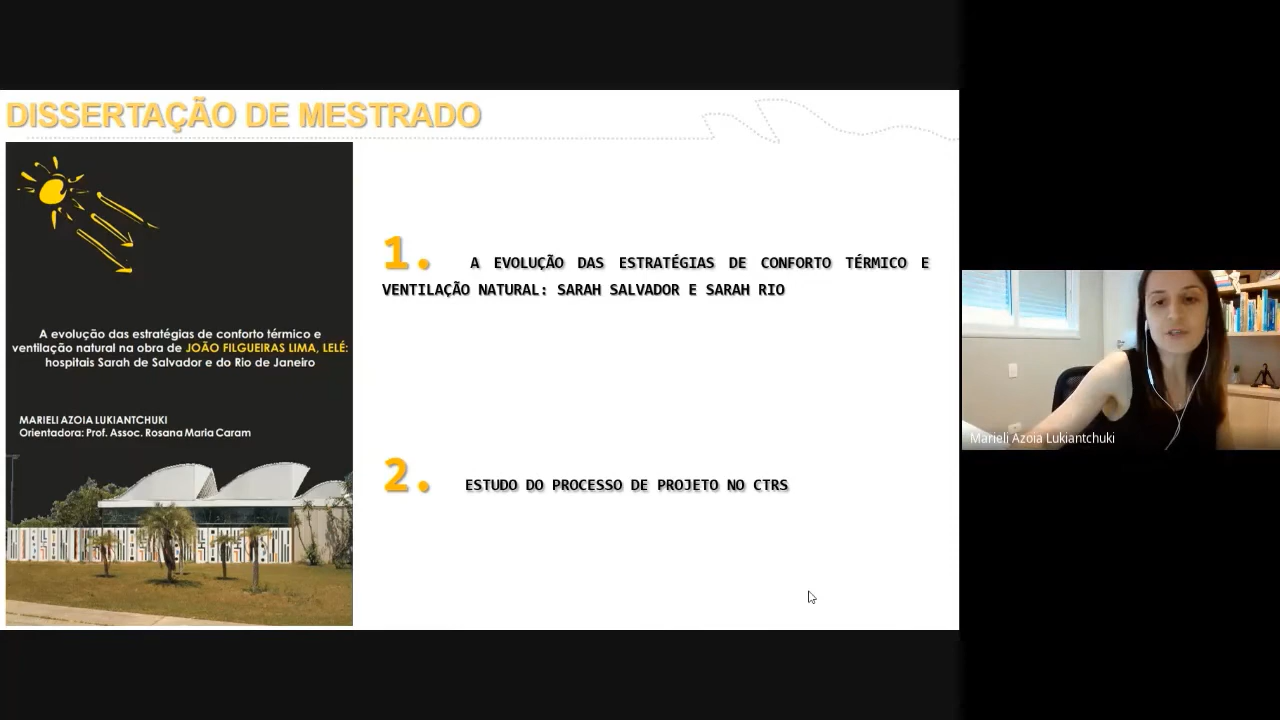 DISSERTAÇÃO DE MESTRADO
A evolução das estratégias de conforto térmico e
ventilação natural na obra de JOÃO FILGUEIRAS LIMA, LELÉ:
hospitais Sarah de Salvador e do Rio de Janeiro
MARIELI AZOIA LUKIANTCHUKI
Orientadora: Prof. Assoc. Rosana Maria Caram
1. A EVOLUÇÃO DAS ESTRATÉGIAS DE CONFORTO TÉRMICO E
VENTILAÇÃO NATURAL: SARAH SALVADOR E SARAH RIO
2. ESTUDO DO PROCESSO DE PROJETO NO CTRS
Marieli Azoia Lukiantchuki